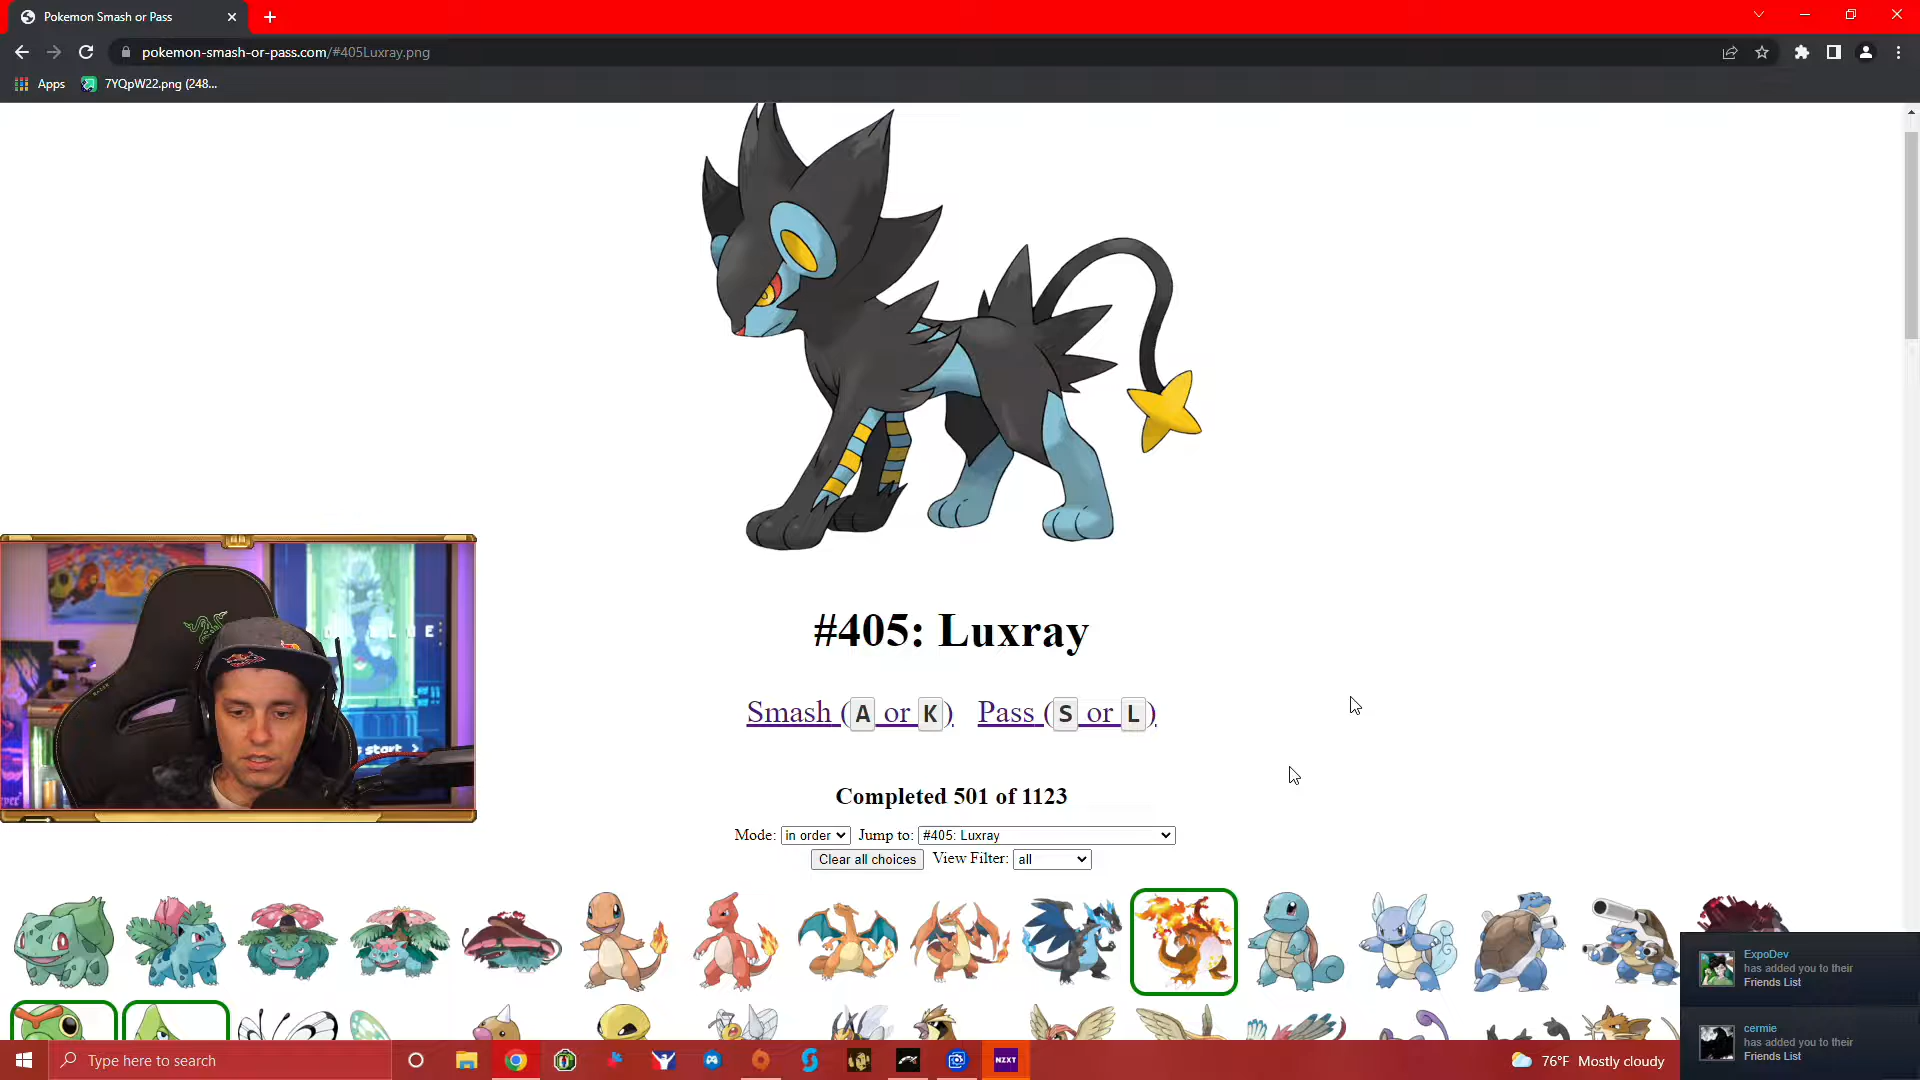 Pokemon Smash or Pass
pokemon-smash-or-pass.com/#405Luxray.png
Apps
7YQpW22.png (248...
#405: Luxray
Smash (A or K) Pass (S or L)
Completed 501 of 1123
Mode: in order Jump to: #405: Luxray
Clear all choices View Filter: all
start >
ExpoDev
has added you to their
Friends List
cermie
has added you to their
Friends List
Type here to search
NZXT
76°F Mostly cloudy